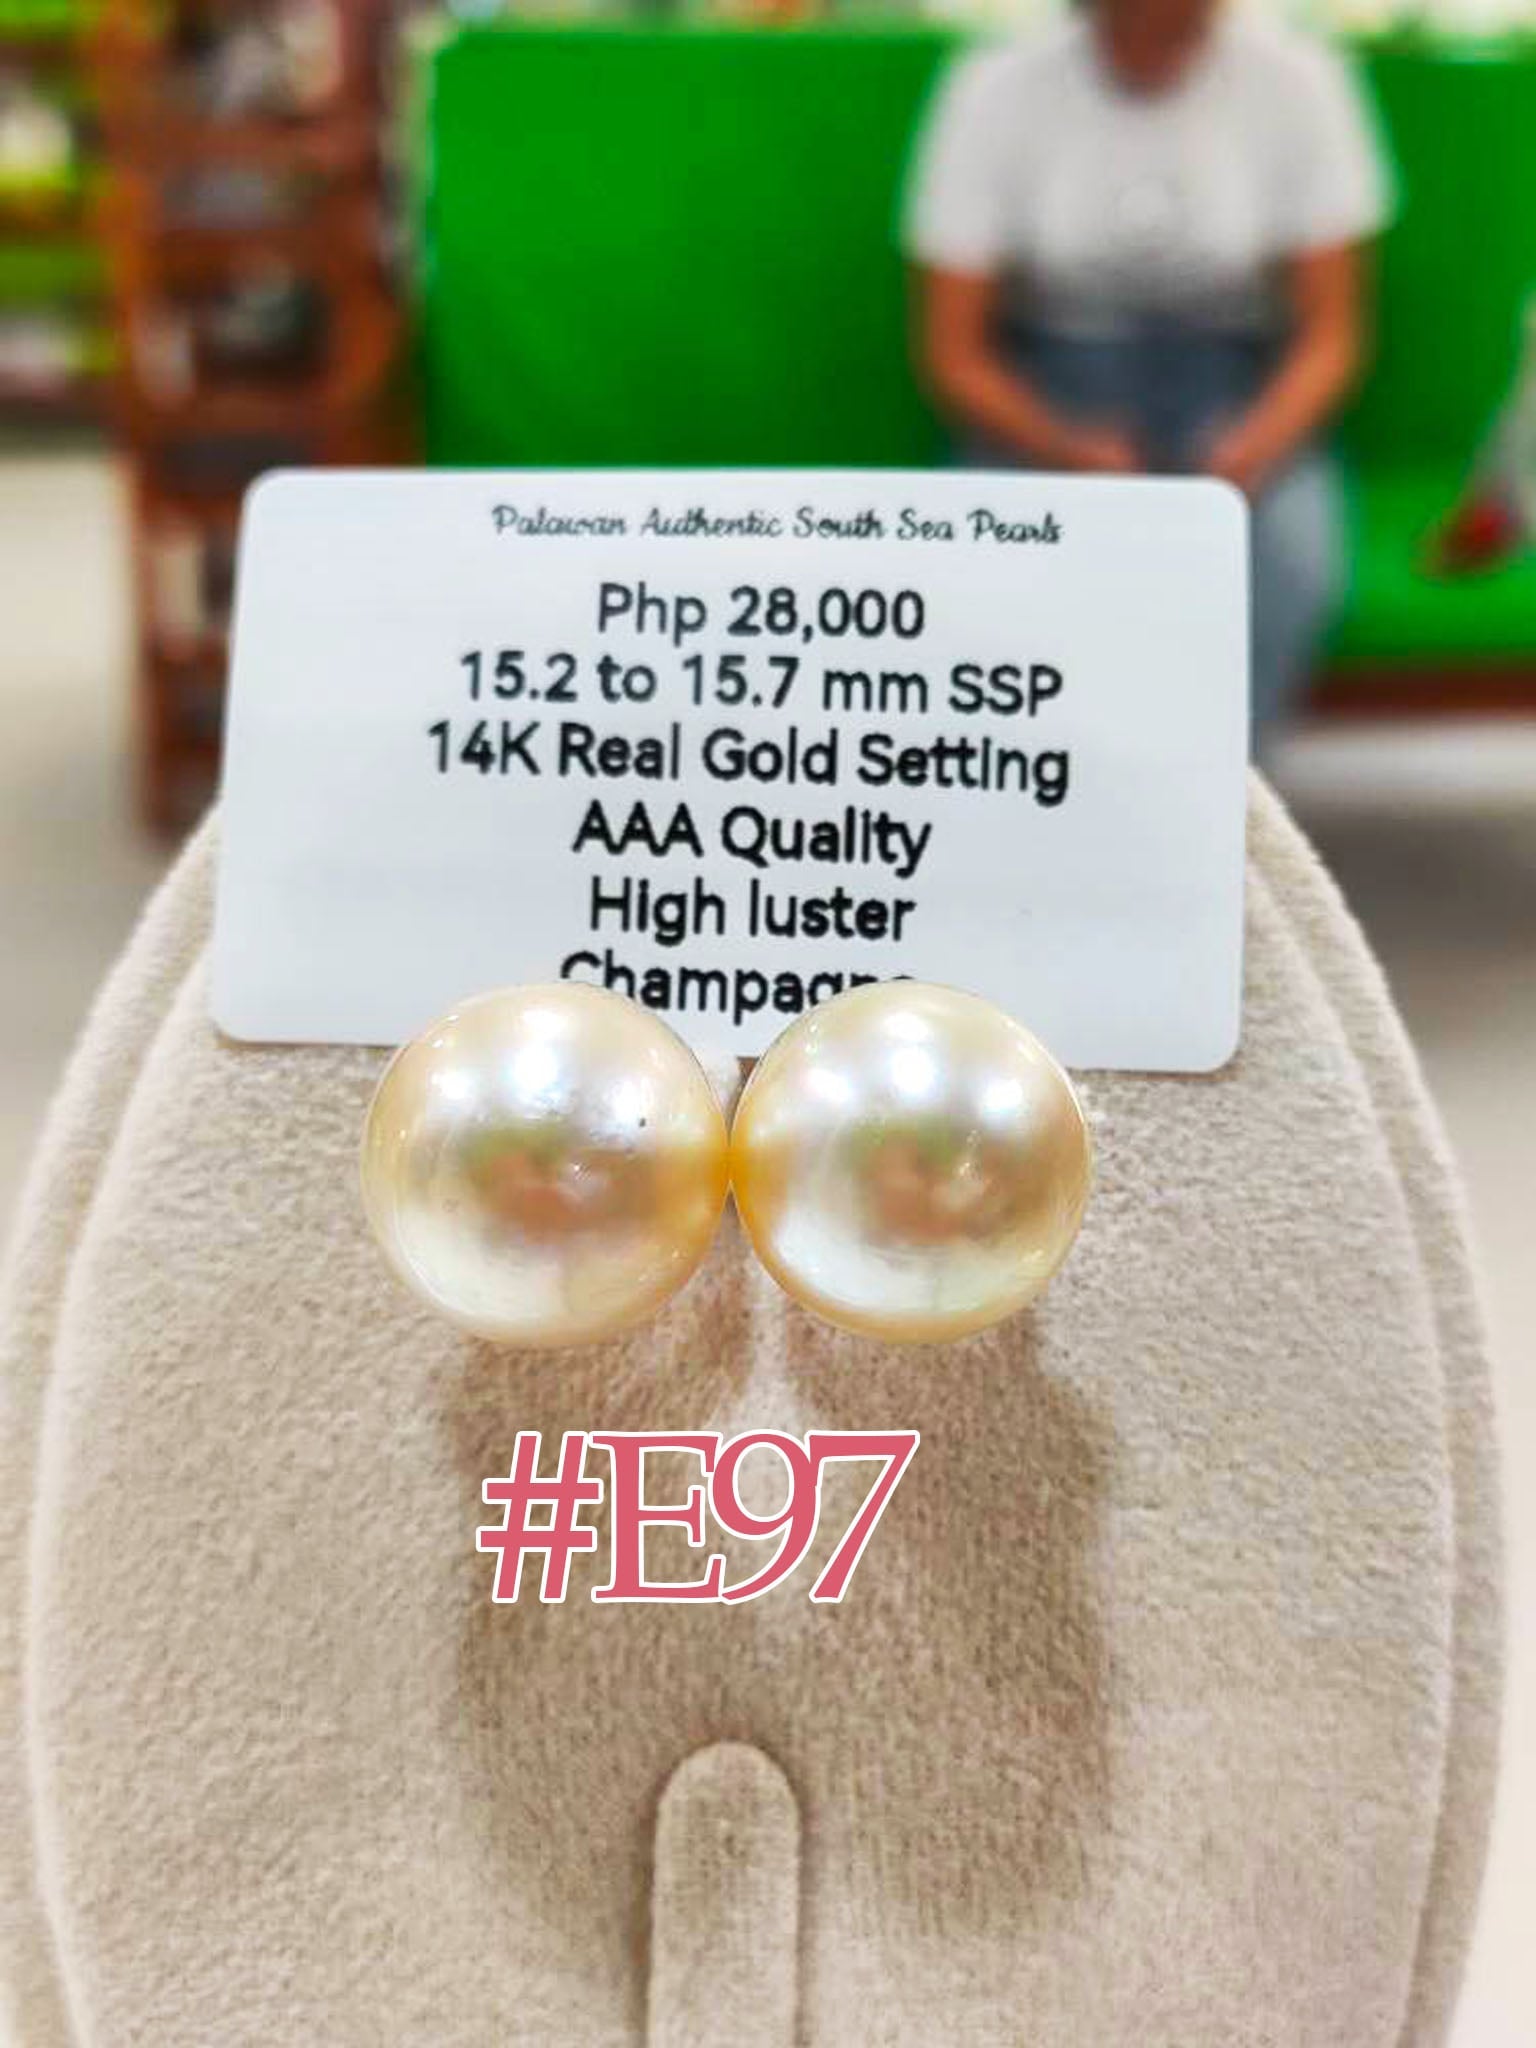 Palawan Authentic South Sea Pearls
Php 28,000
15.2 to 15.7 mm SSP
14K Real Gold Setting
AAA Quality
High luster
Champagne
#E97